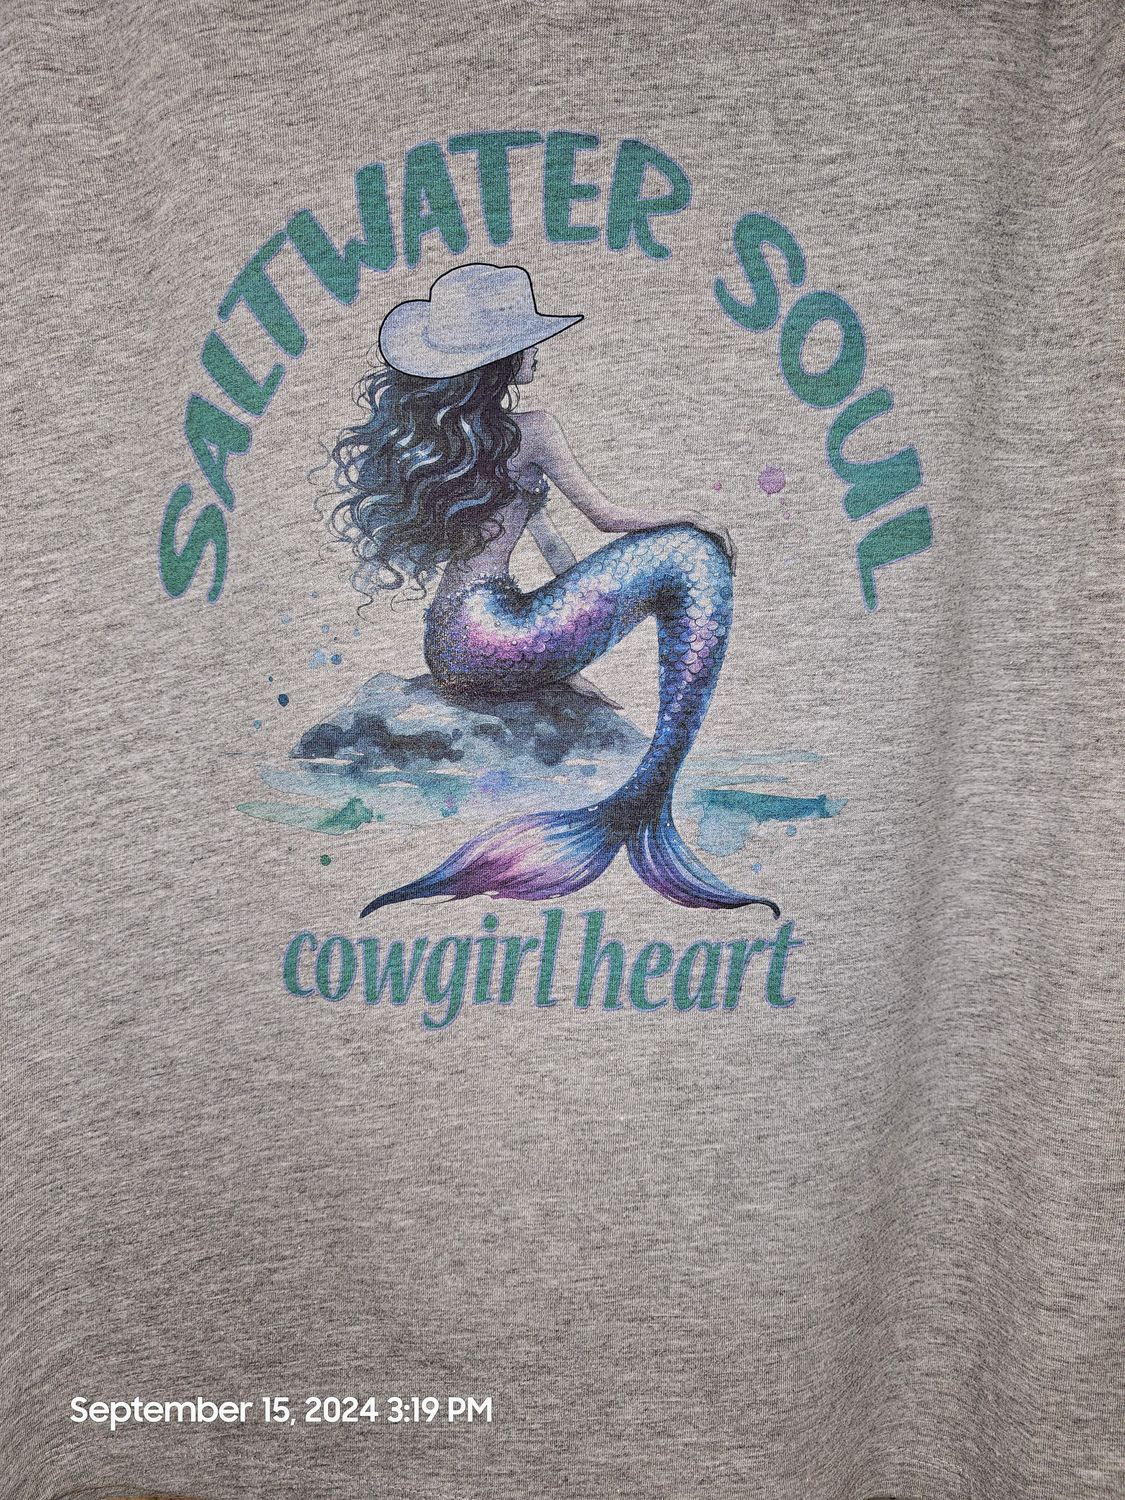 SALTWATER SOUL
cowgirl heart
September 15, 2024 3:19 PM